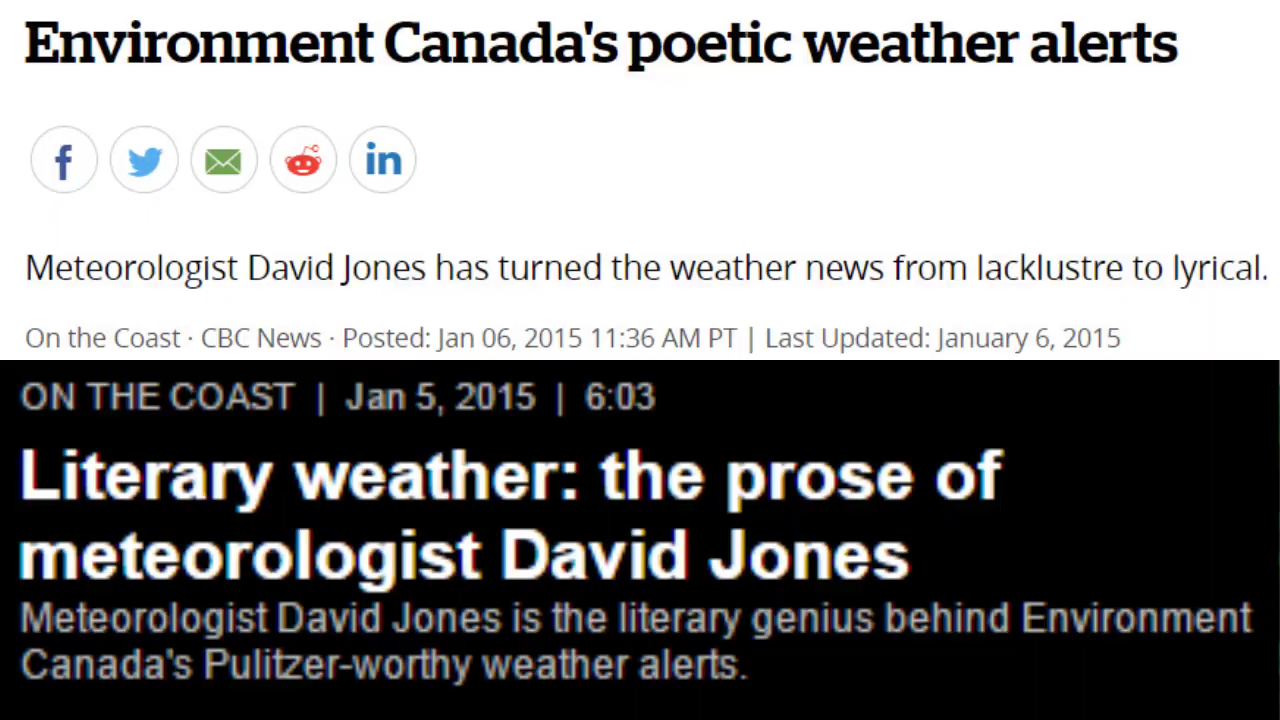 Environment Canada's poetic weather alerts
f
in
Meteorologist David Jones has turned the weather news from lacklustre to lyrical.
On the Coast · CBC News · Posted: Jan 06, 2015 11:36 AM PT | Last Updated: January 6, 2015
ON THE COAST | Jan 5, 2015 | 6:03
Literary weather: the prose of
meteorologist David Jones
Meteorologist David Jones is the literary genius behind Environment
Canada's Pulitzer-worthy weather alerts.